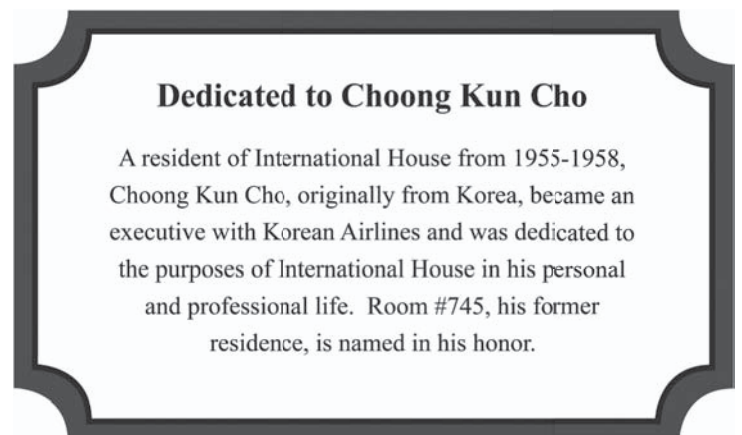 Dedicated to Choong Kun Cho
A resident of International House from 1955-1958,
Choong Kun Cho, originally from Korea, became an
executive with Korean Airlines and was dedicated to
the purposes of International House in his personal
and professional life.  Room #745, his former
residence, is named in his honor.